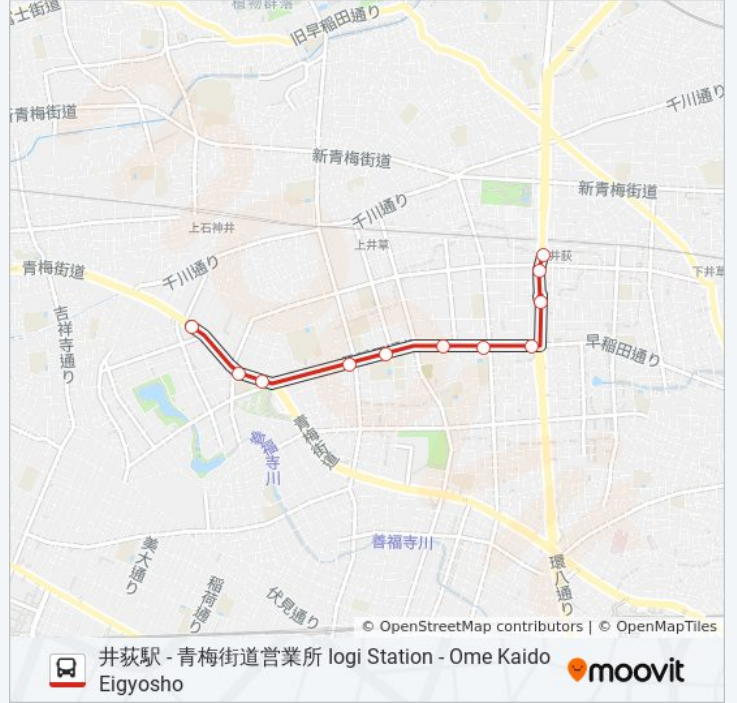 士街道
植物群落
旧早稲田通り
千川通り
青梅街道
新青梅街道
新青梅街道
千川通り
上石神井
上井草
井荻
下井草
青梅街道
千川通り
吉祥寺通り
早稲田通り
青梅街道
善福寺川
善福寺川
美大通り
稲荷通り
伏見通り
環八通り
© OpenStreetMap contributors | © OpenMapTiles
井荻駅 - 青梅街道営業所 Iogi Station - Ome Kaido
Eigyosho
moovit